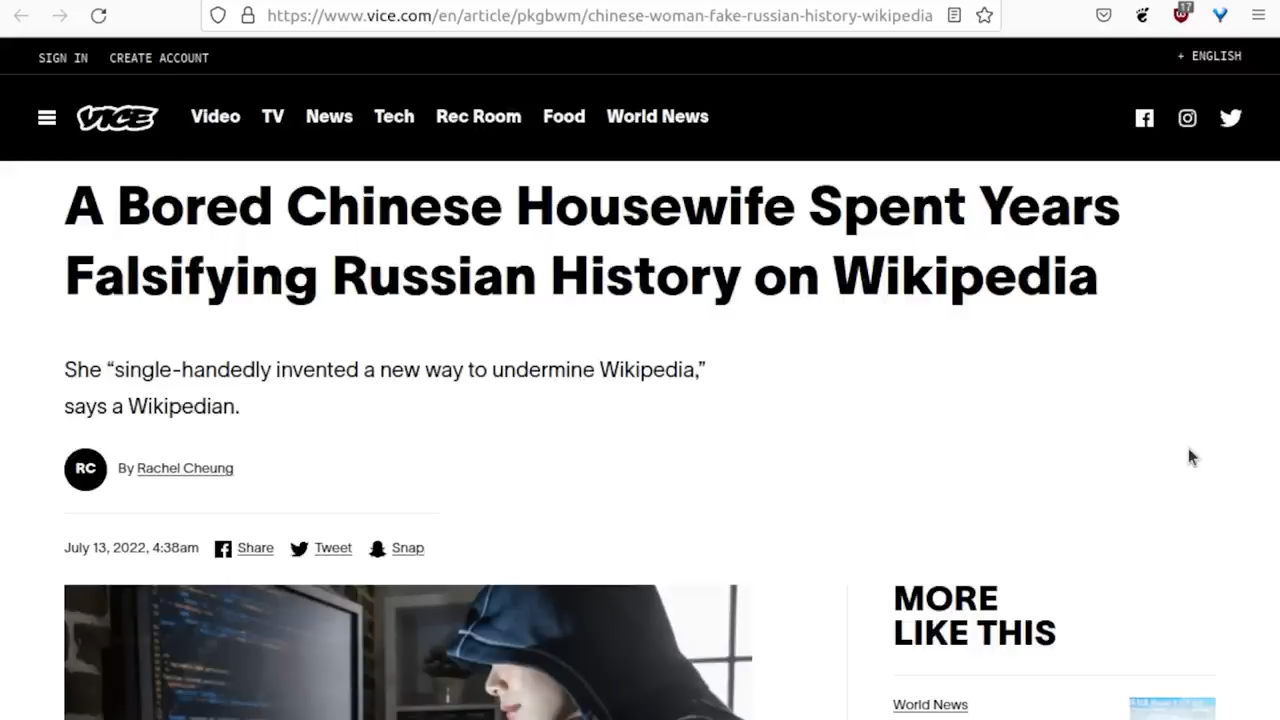 https://www.vice.com/en/article/pkgbwm/chinese-woman-fake-russian-history-wikipedia
17
SIGN IN CREATE ACCOUNT + ENGLISH
VICE Video TV News Tech Rec Room Food World News
A Bored Chinese Housewife Spent Years
Falsifying Russian History on Wikipedia
She “single-handedly invented a new way to undermine Wikipedia,”
says a Wikipedian.
RC By Rachel Cheung
July 13, 2022, 4:38am Share Tweet Snap
MORE
LIKE THIS
World News